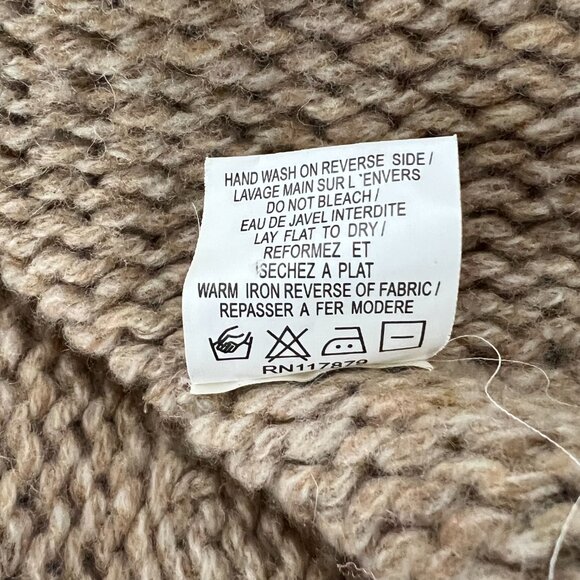 HAND WASH ON REVERSE SIDE/
LAVAGE MAIN SUR L`ENVERS
DO NOT BLEACH/
EAU DE JAVEL INTERDITE
LAY FLAT TO DRY/
REFORMEZ ET
SECHEZ A PLAT
WARM IRON REVERSE OF FABRIC/
REPASSER A FER MODERE
RN117879